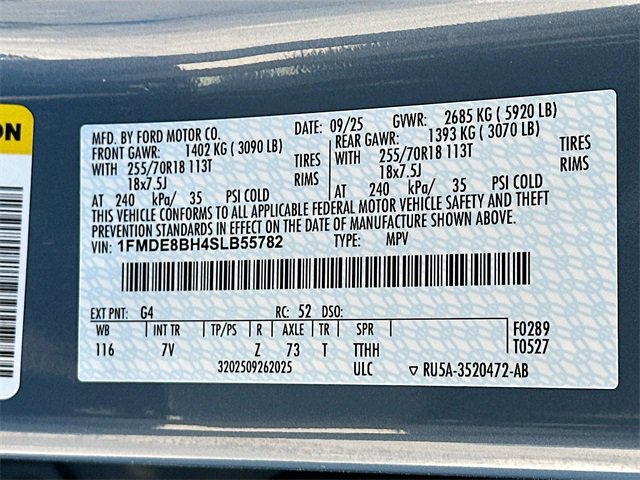 ON
MFD. BY FORD MOTOR CO. DATE: 09/25 GVWR: 2685 KG ( 5920 LB)
FRONT GAWR: 1402 KG ( 3090 LB) REAR GAWR: 1393 KG ( 3070 LB)
WITH 255/70R18 113T TIRES WITH 255/70R18 113T TIRES
18x7.5J RIMS 18x7.5J RIMS
AT 240 kPa/ 35 PSI COLD AT 240 kPa/ 35 PSI COLD
THIS VEHICLE CONFORMS TO ALL APPLICABLE FEDERAL MOTOR VEHICLE SAFETY AND THEFT
PREVENTION STANDARDS IN EFFECT ON THE DATE OF MANUFACTURE SHOWN ABOVE.
VIN: 1FMDE8BH4SLB55782 TYPE: MPV
EXT PNT: G4 RC: 52 DSO:
WB INT TR TP/PS R AXLE TR SPR F0289
116 7V Z 73 T TTHH T0527
3202509262025 ULC ▽ RU5A-3520472-AB